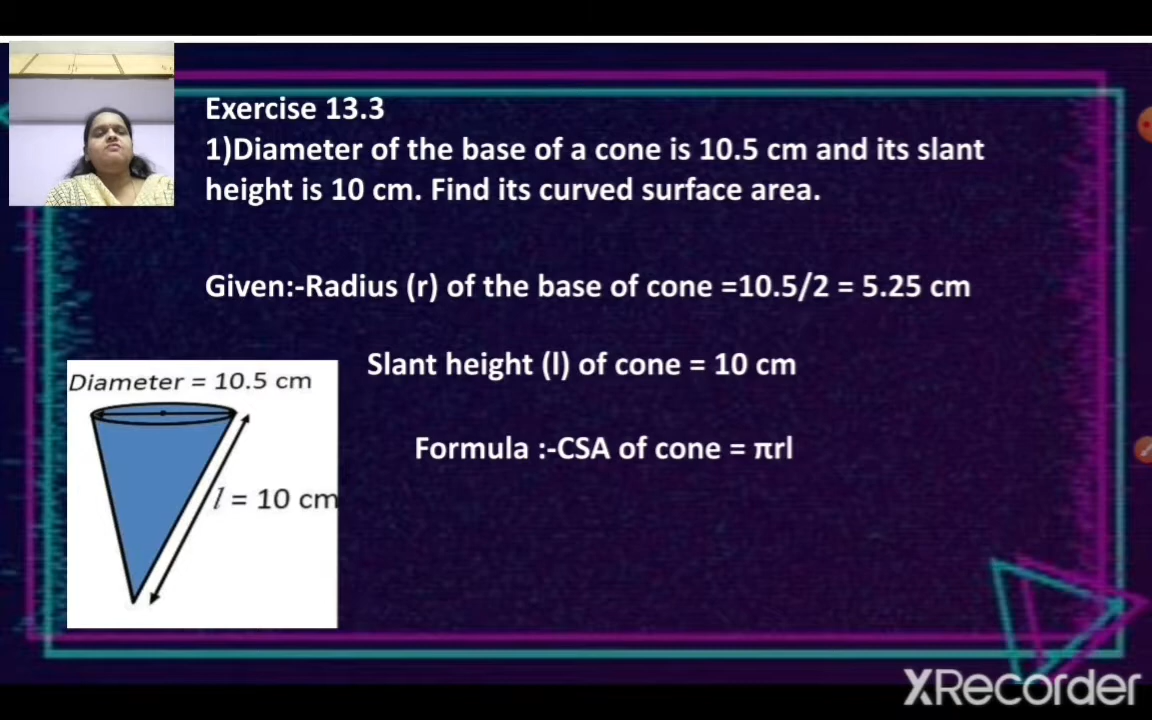 Exercise 13.3
1)Diameter of the base of a cone is 10.5 cm and its slant
height is 10 cm. Find its curved surface area.
Given:-Radius (r) of the base of cone =10.5/2 = 5.25 cm
Slant height (l) of cone = 10 cm
Diameter = 10.5 cm
Formula :-CSA of cone = πrl
l = 10 cm
XRecorder